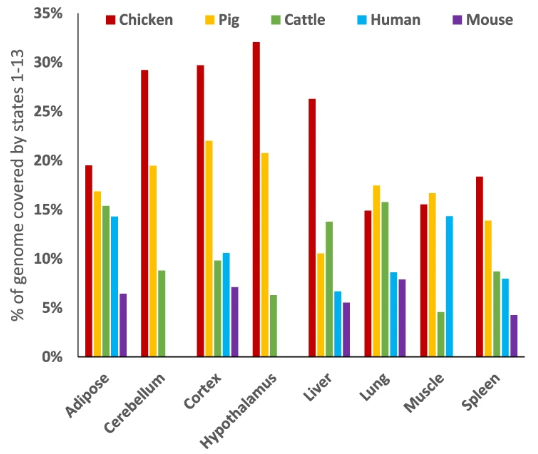 35%
Chicken Pig Cattle Human Mouse
30%
25%
20%
15%
10%
5%
0%
% of genome covered by states 1-13
Adipose
Cerebellum
Cortex
Hypothalamus
Liver
Lung
Muscle
Spleen